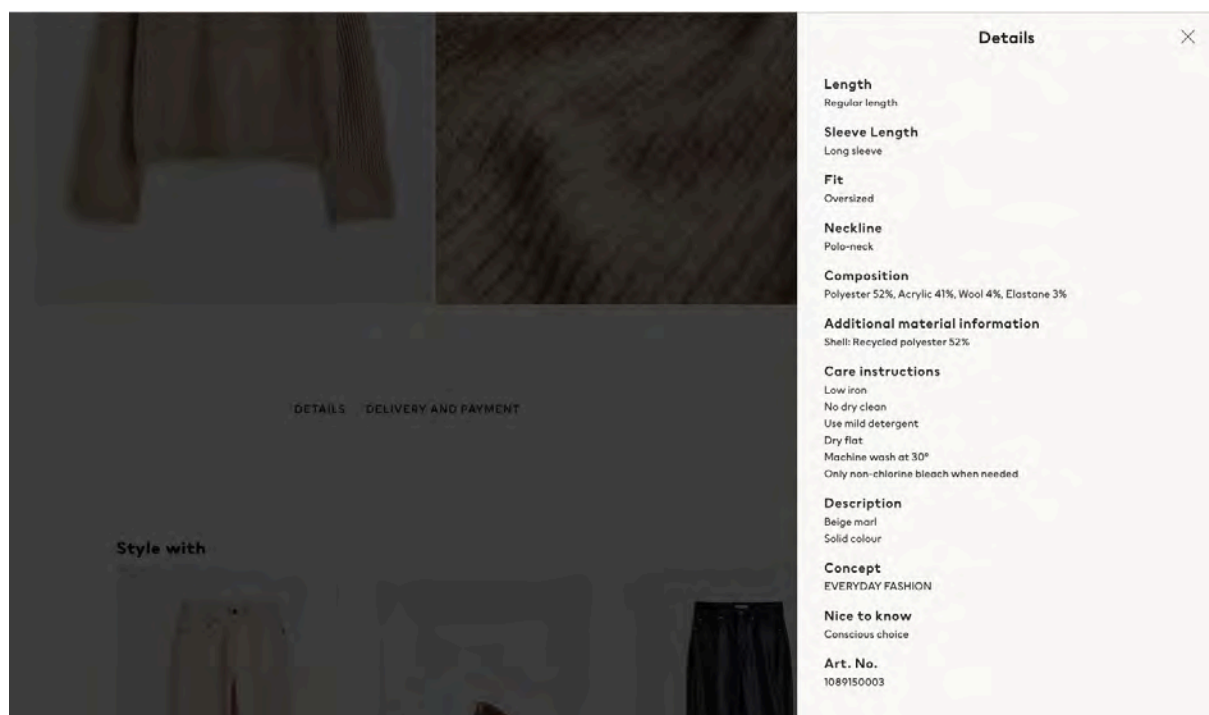 Details
Length
Regular length
Sleeve Length
Long sleeve
Fit
Oversized
Neckline
Polo-neck
Composition
Polyester 52%, Acrylic 41%, Wool 4%, Elastane 3%
Additional material information
Shell: Recycled polyester 52%
Care instructions
Low iron
No dry clean
Use mild detergent
Dry flat
Machine wash at 30°
Only non-chlorine bleach when needed
Description
Beige marl
Solid colour
Concept
EVERYDAY FASHION
Nice to know
Conscious choice
Art. No.
1089150003
DETAILS DELIVERY AND PAYMENT
Style with